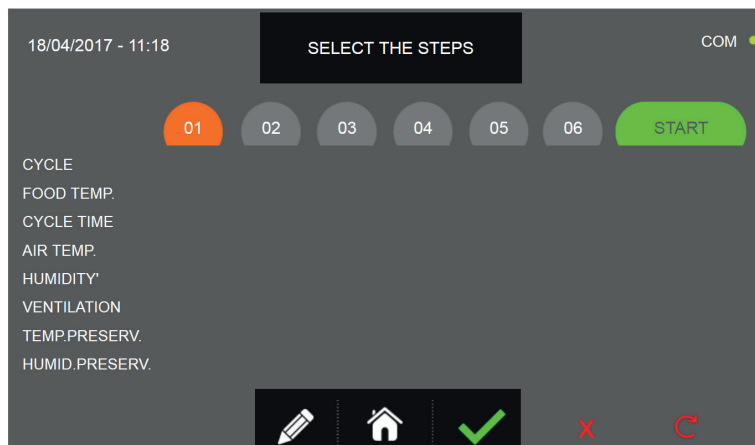 18/04/2017 - 11:18 SELECT THE STEPS COM
01 02 03 04 05 06 START
CYCLE
FOOD TEMP.
CYCLE TIME
AIR TEMP.
HUMIDITY'
VENTILATION
TEMP.PRESERV.
HUMID.PRESERV.
X